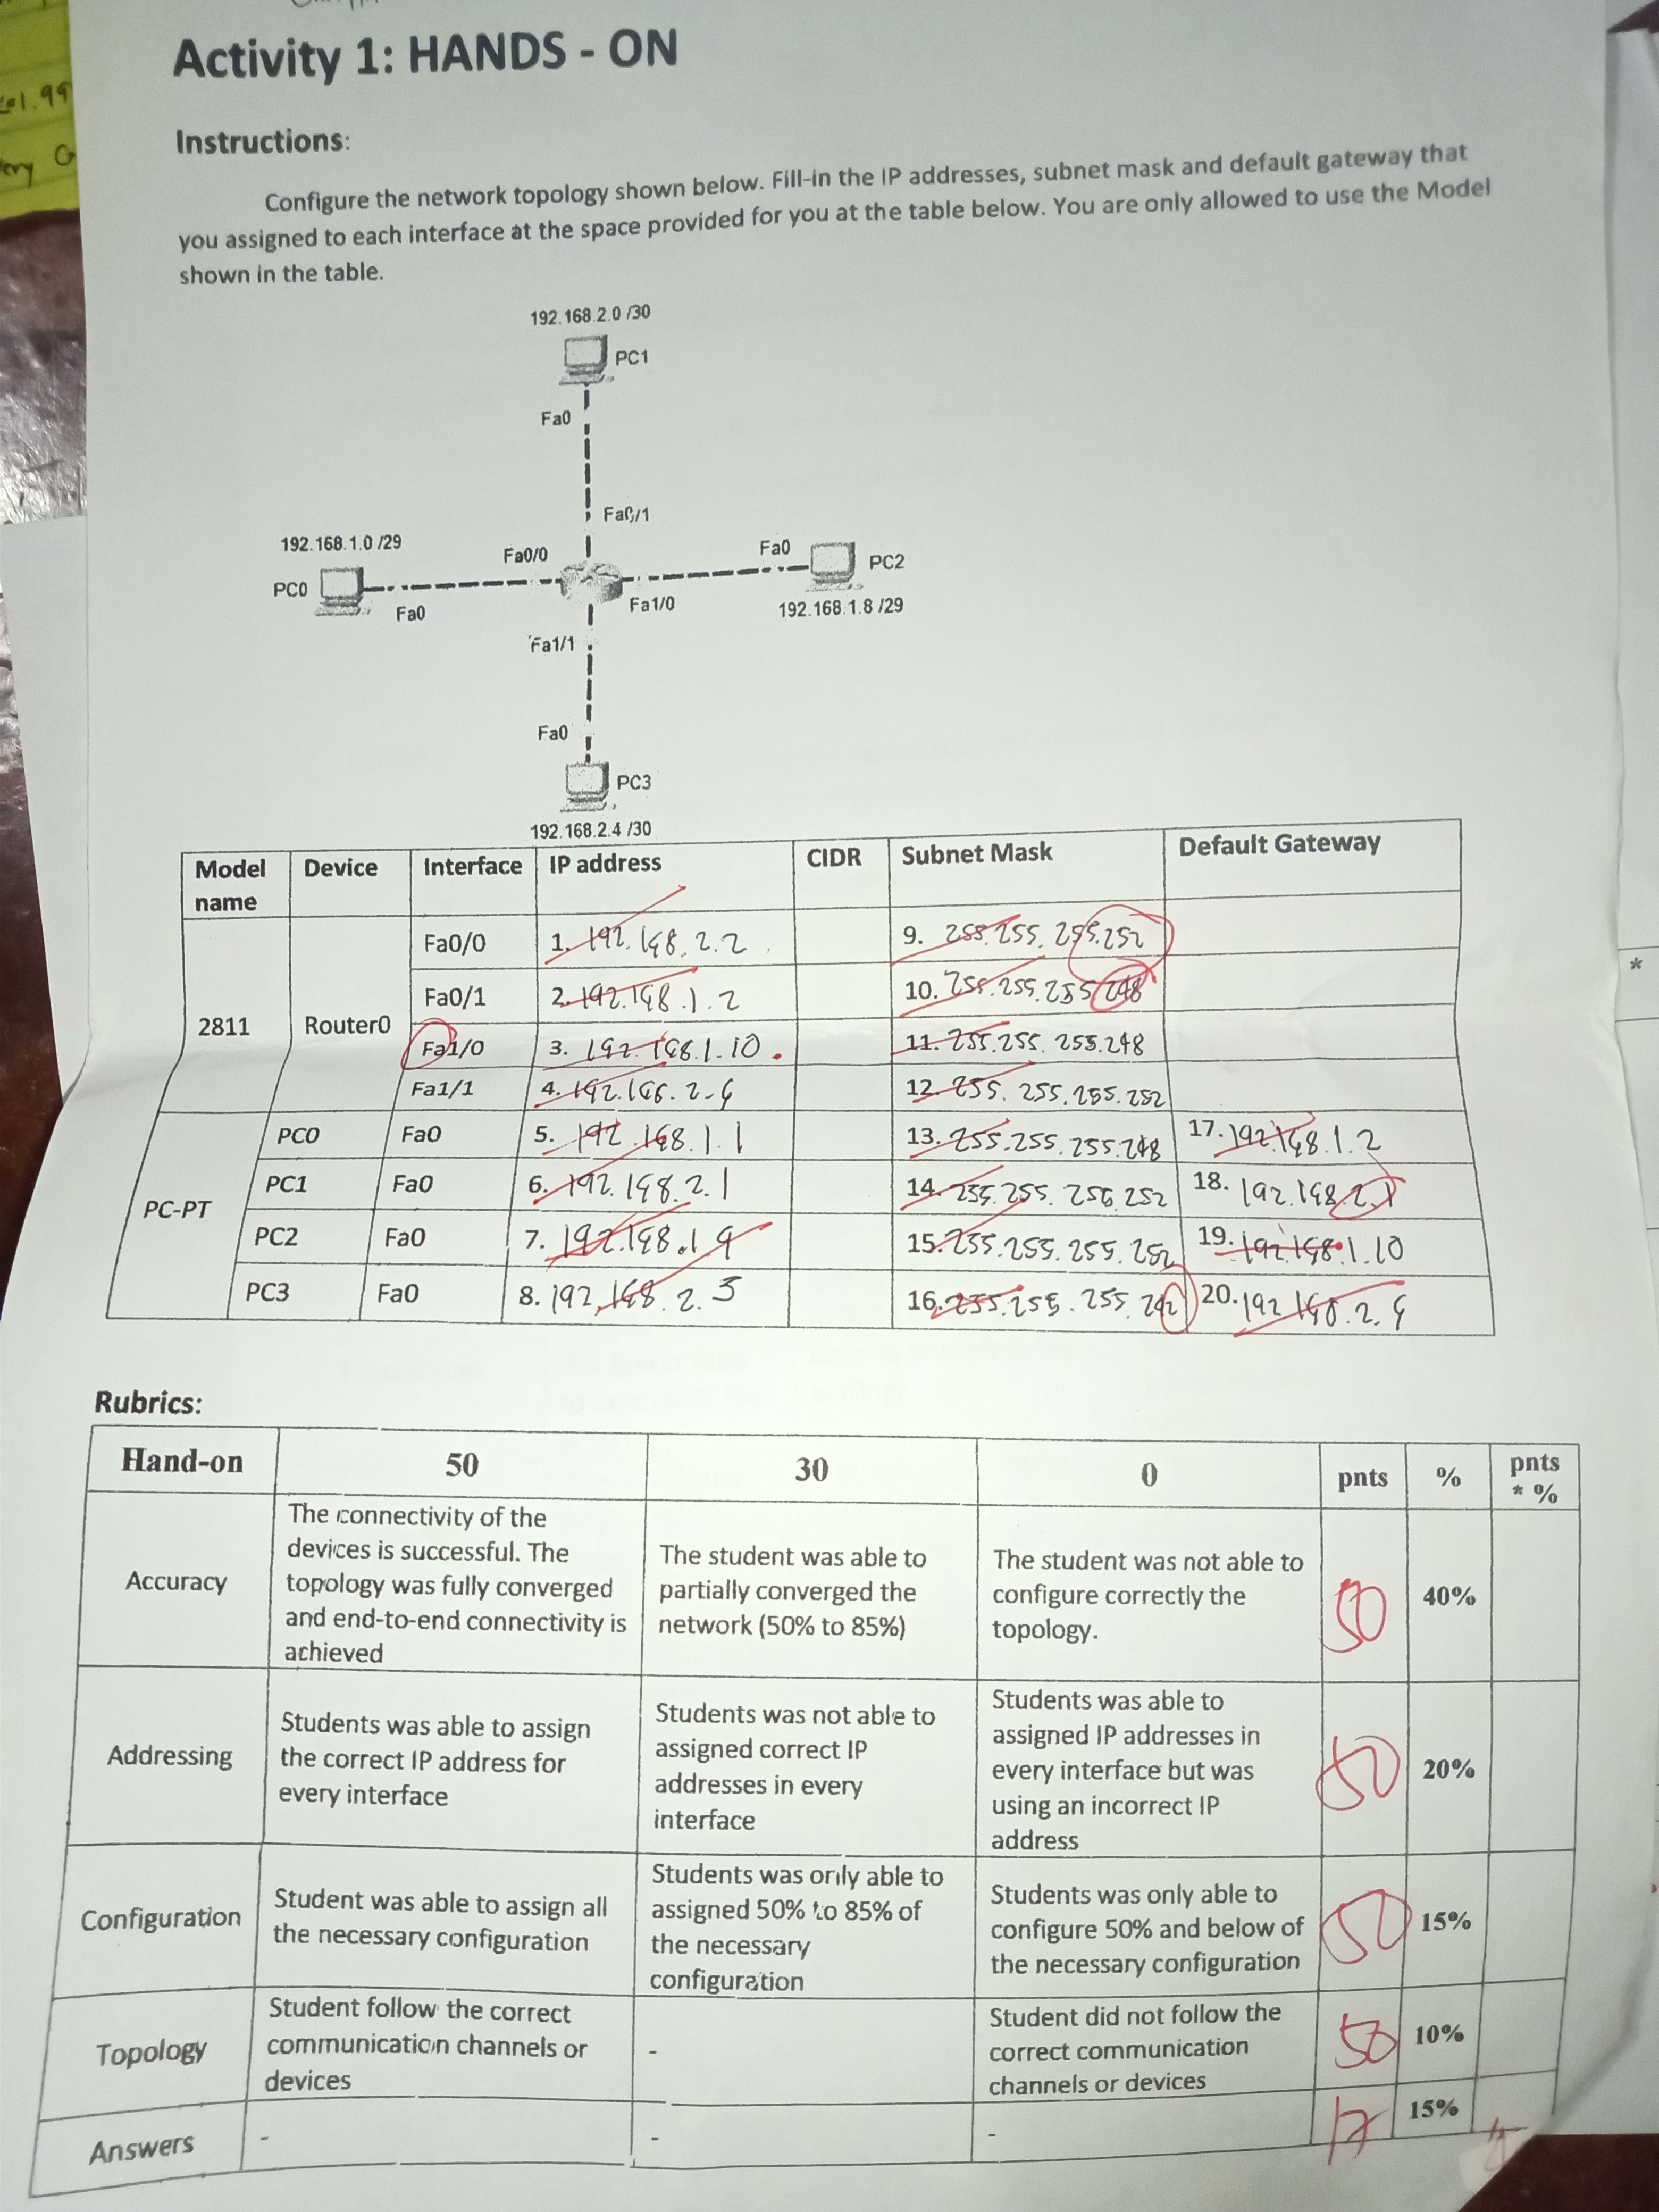 Activity 1: HANDS - ON
Instructions:
Configure the network topology shown below. Fill-in the IP addresses, subnet mask and default gateway that
you assigned to each interface at the space provided for you at the table below. You are only allowed to use the Model
shown in the table.
192.168.2.0 /30
PC1
Fa0
Fa0/1
192.168.1.0 /29
Fa0/0
Fa0
PC2
PC0
Fa0
Fa1/0
192.168.1.8 /29
Fa1/1
Fa0
PC3
192.168.2.4 /30
Model name Device Interface IP address CIDR Subnet Mask Default Gateway
2811 Router0 Fa0/0 1. 192.168.2.2 9. 255.255.255.252
Fa0/1 2. 192.168.1.2 10. 255.255.255.248
Fa1/0 3. 192.168.1.10 11. 255.255.255.248
Fa1/1 4. 192.168.2.6 12. 255.255.255.252
PC-PT PC0 Fa0 5. 192.168.1.1 13. 255.255.255.248 17. 192.168.1.2
PC1 Fa0 6. 192.168.2.1 14. 255.255.255.252 18. 192.168.2.1
PC2 Fa0 7. 192.168.1.9 15. 255.255.255.252 19. 192.168.1.10
PC3 Fa0 8. 192.168.2.5 16. 255.255.255. 20. 192.168.2.6
Rubrics:
Hand-on 50 30 0 pnts % pnts
* %
Accuracy
The connectivity of the
devices is successful. The
topology was fully converged
and end-to-end connectivity is
achieved
The student was able to
partially converged the
network (50% to 85%)
The student was not able to
configure correctly the
topology.
50
40%
Addressing
Students was able to assign
the correct IP address for
every interface
Students was not able to
assigned correct IP
addresses in every
interface
Students was able to
assigned IP addresses in
every interface but was
using an incorrect IP
address
50
20%
Configuration
Student was able to assign all
the necessary configuration
Students was only able to
assigned 50% to 85% of
the necessary
configuration
Students was only able to
configure 50% and below of
the necessary configuration
50
15%
Topology
Student follow the correct
communication channels or
devices
-
Student did not follow the
correct communication
channels or devices
50
10%
Answers
-
-
-
17
15%